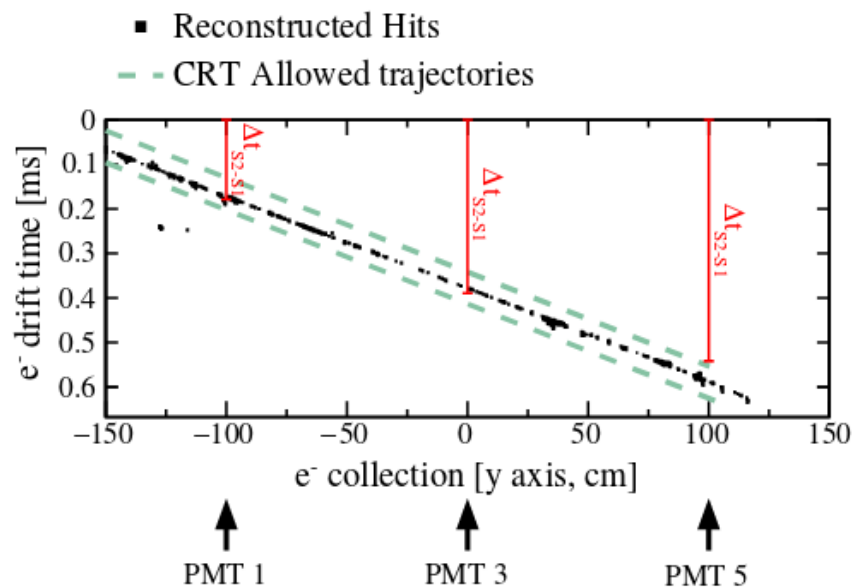 Reconstructed Hits
CRT Allowed trajectories
0
0.1
0.2
0.3
0.4
0.5
0.6
e⁻ drift time [ms]
Δt S2-S1
Δt S2-S1
Δt S2-S1
−150 −100 −50 0 50 100 150
e⁻ collection [y axis, cm]
PMT 1 PMT 3 PMT 5